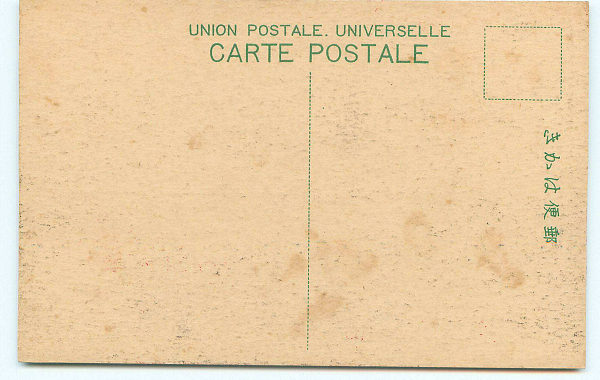 UNION POSTALE. UNIVERSELLE
CARTE POSTALE
きかは便郵